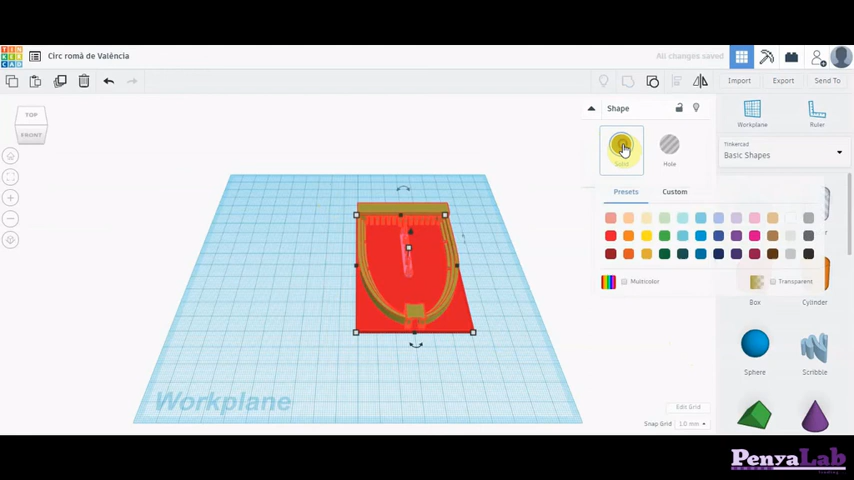 TIN
KER
CAD
Circ romà de València
All changes saved
Import
Export
Send To
TOP
FRONT
Shape
Solid
Hole
Workplane
Ruler
Tinkercad
Basic Shapes
Presets
Custom
Multicolor
Transparent
Box
Cylinder
Sphere
Scribble
Workplane
Edit Grid
Snap Grid
1.0 mm
PenyaLab